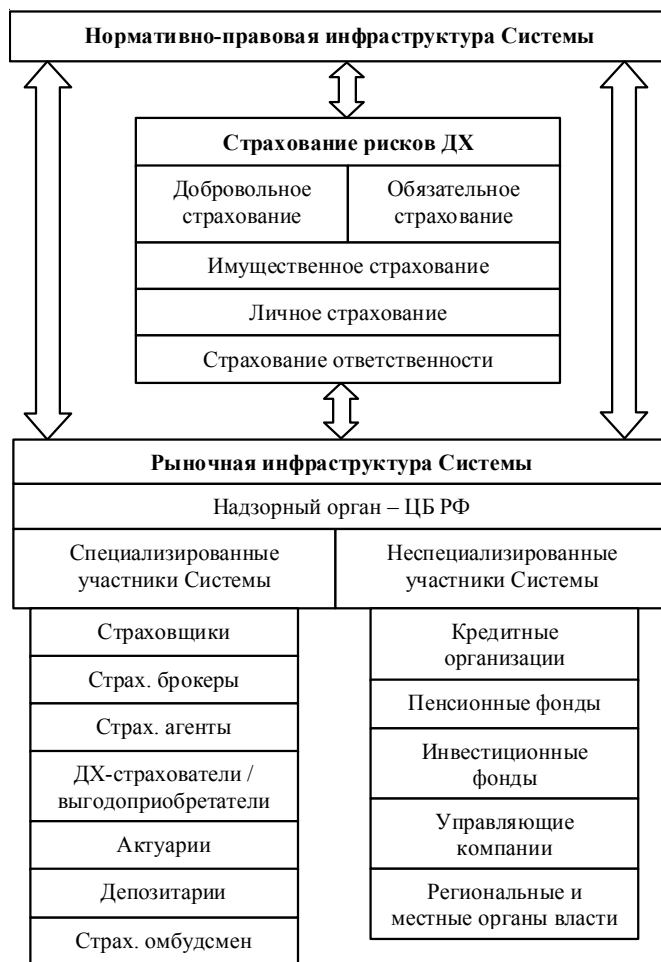 Нормативно-правовая инфраструктура Системы
Страхование рисков ДХ
Добровольное
страхование
Обязательное
страхование
Имущественное страхование
Личное страхование
Страхование ответственности
Рыночная инфраструктура Системы
Надзорный орган – ЦБ РФ
Специализированные
участники Системы
Неспециализированные
участники Системы
Страховщики
Страх. брокеры
Страх. агенты
ДХ-страхователи /
выгодоприобретатели
Актуарии
Депозитарии
Страх. омбудсмен
Кредитные
организации
Пенсионные фонды
Инвестиционные
фонды
Управляющие
компании
Региональные и
местные органы власти